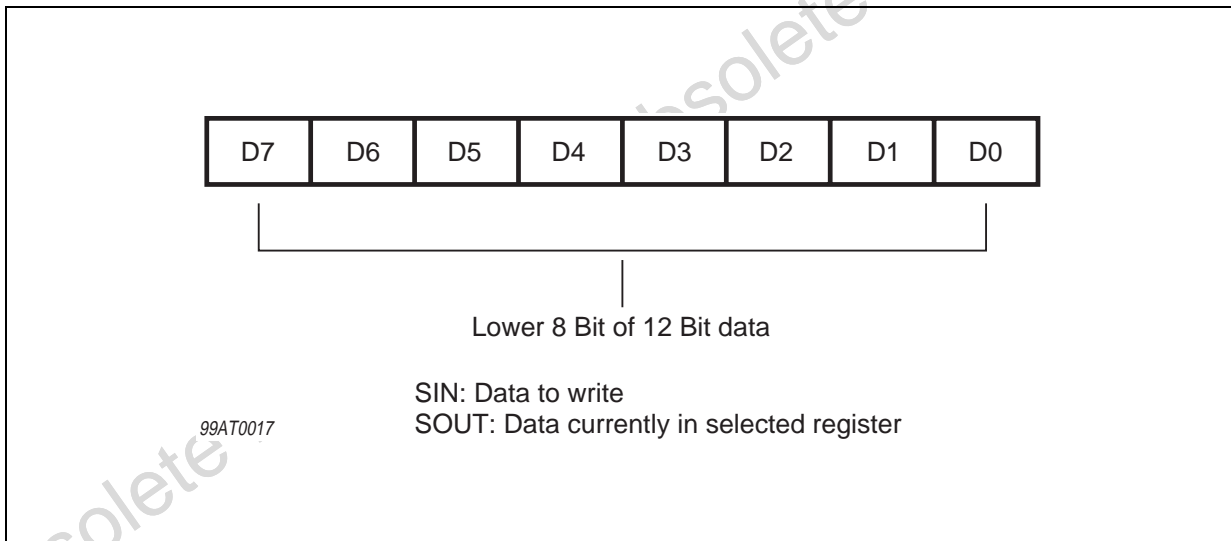 D7 D6 D5 D4 D3 D2 D1 D0
Lower 8 Bit of 12 Bit data
SIN: Data to write
SOUT: Data currently in selected register
99AT0017